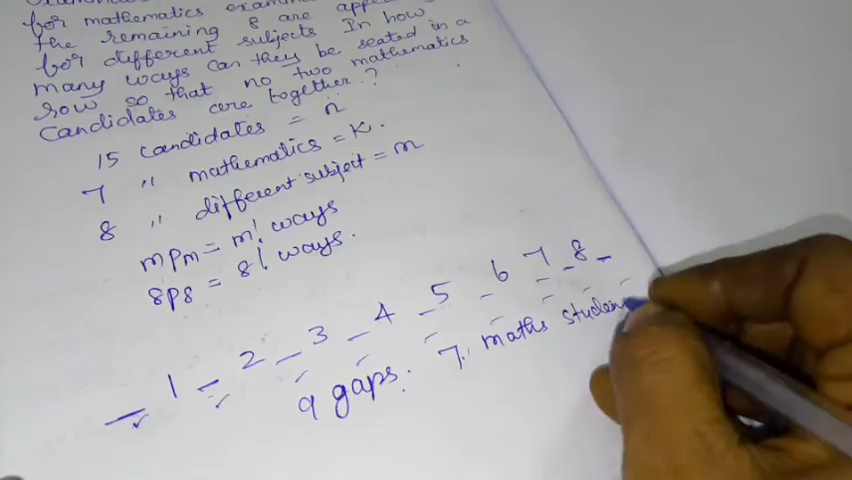 for mathematics
the remaining 8 are
for different subjects In how
many ways can they be seated in a
row so that no two mathematics
Candidates are together?
15 candidates = n
7 " mathematics = K.
8 " different subject = m
mPm = m! ways
8P8 = 8! ways.
_ 1 _ 2 _ 3 _ 4 _ 5 _ 6 _ 7 _ 8 _
9 gaps. 7. maths studen